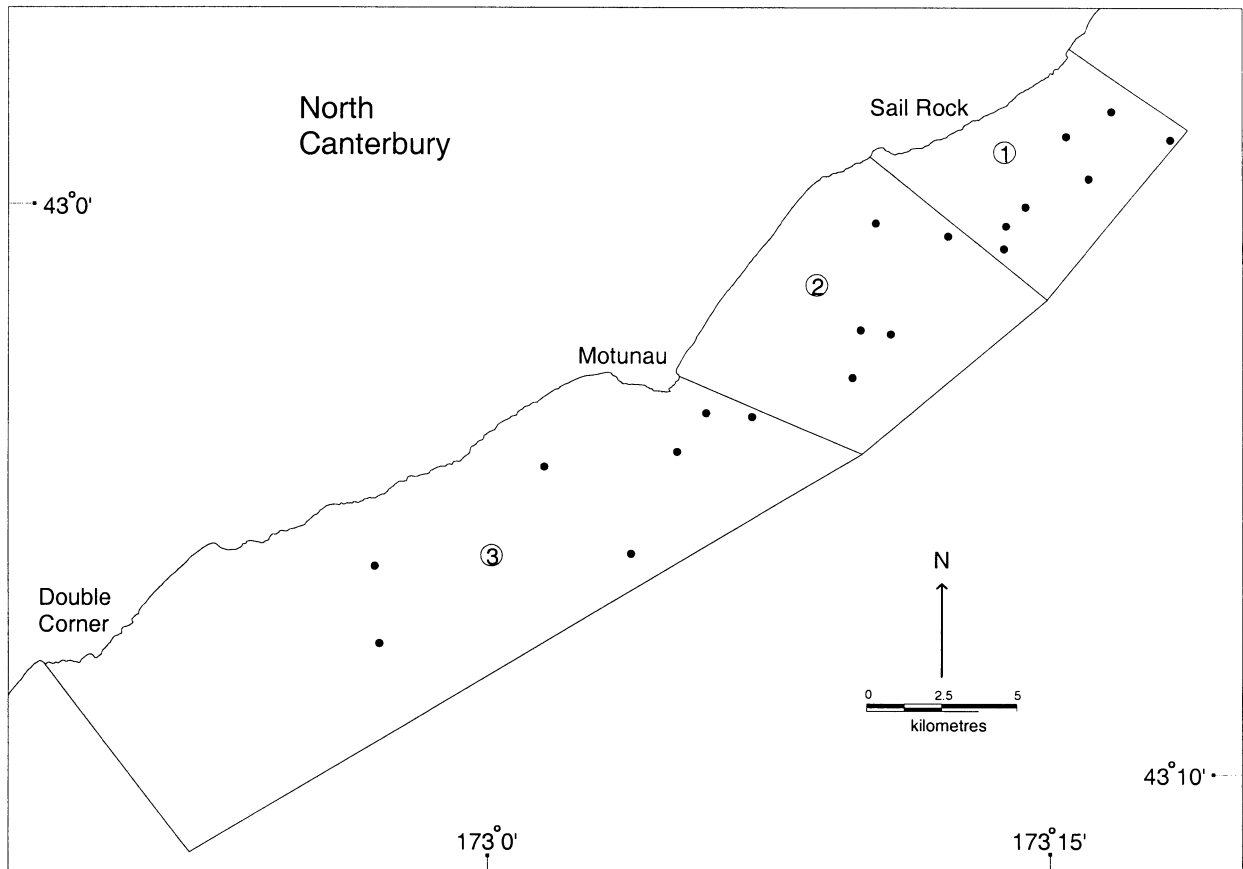 North
Canterbury
Sail Rock
1
43°0'
2
Motunau
3
N
Double
Corner
0 2.5 5
kilometres
43°10'
173°0'
173°15'